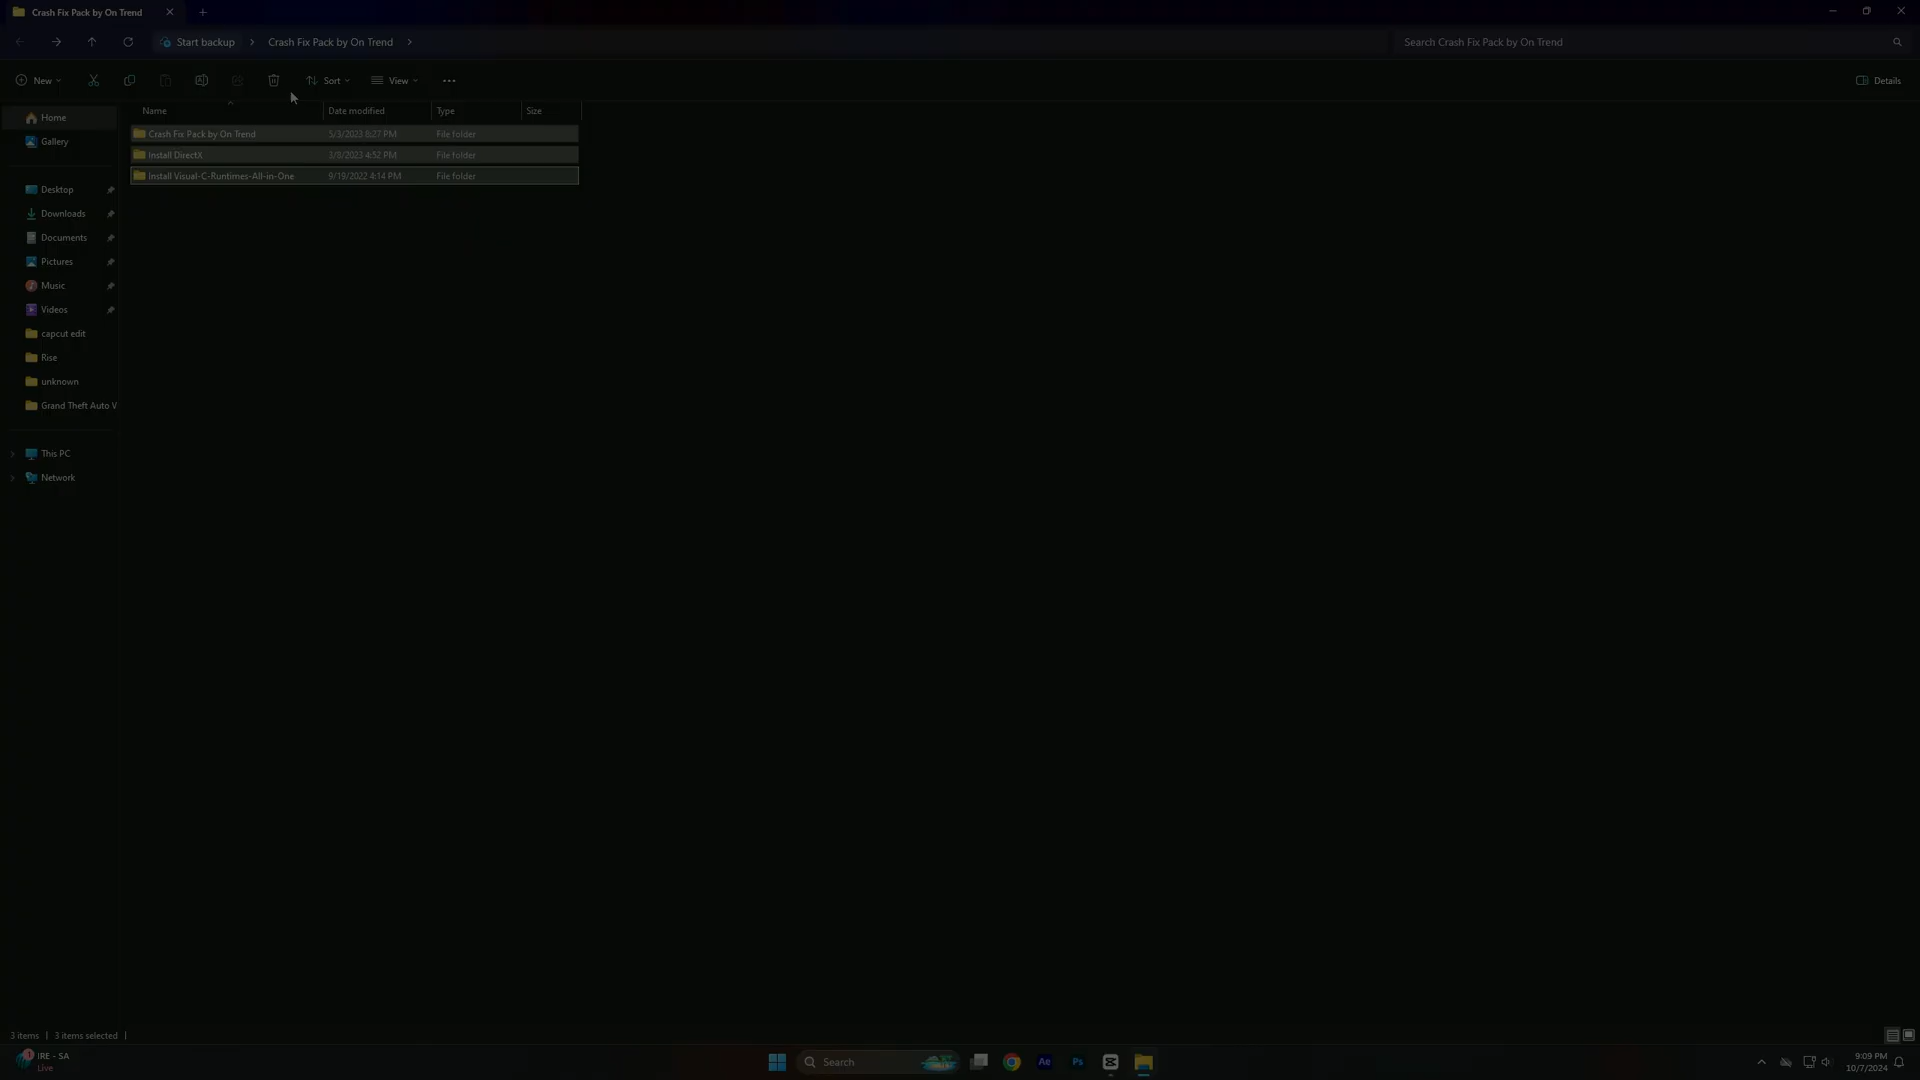 Crash Fix Pack by On Trend
Start backup > Crash Fix Pack by On Trend >
Search Crash Fix Pack by On Trend
New
Sort
View
Details
Name Date modified Type Size
Crash Fix Pack by On Trend 5/3/2023 8:27 PM File folder
Install DirectX 3/8/2023 4:52 PM File folder
Install Visual-C-Runtimes-All-in-One 9/19/2022 4:14 PM File folder
Home
Gallery
Desktop
Downloads
Documents
Pictures
Music
Videos
capcut edit
Rise
unknown
Grand Theft Auto V
This PC
Network
3 items | 3 items selected |
1
IRE - SA
Live
Search
Ae
Ps
9:09 PM
10/7/2024